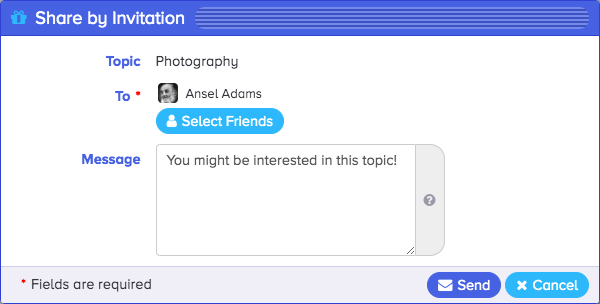 Share by Invitation
Topic Photography
To * Ansel Adams
Select Friends
Message You might be interested in this topic!
?
* Fields are required
Send Cancel